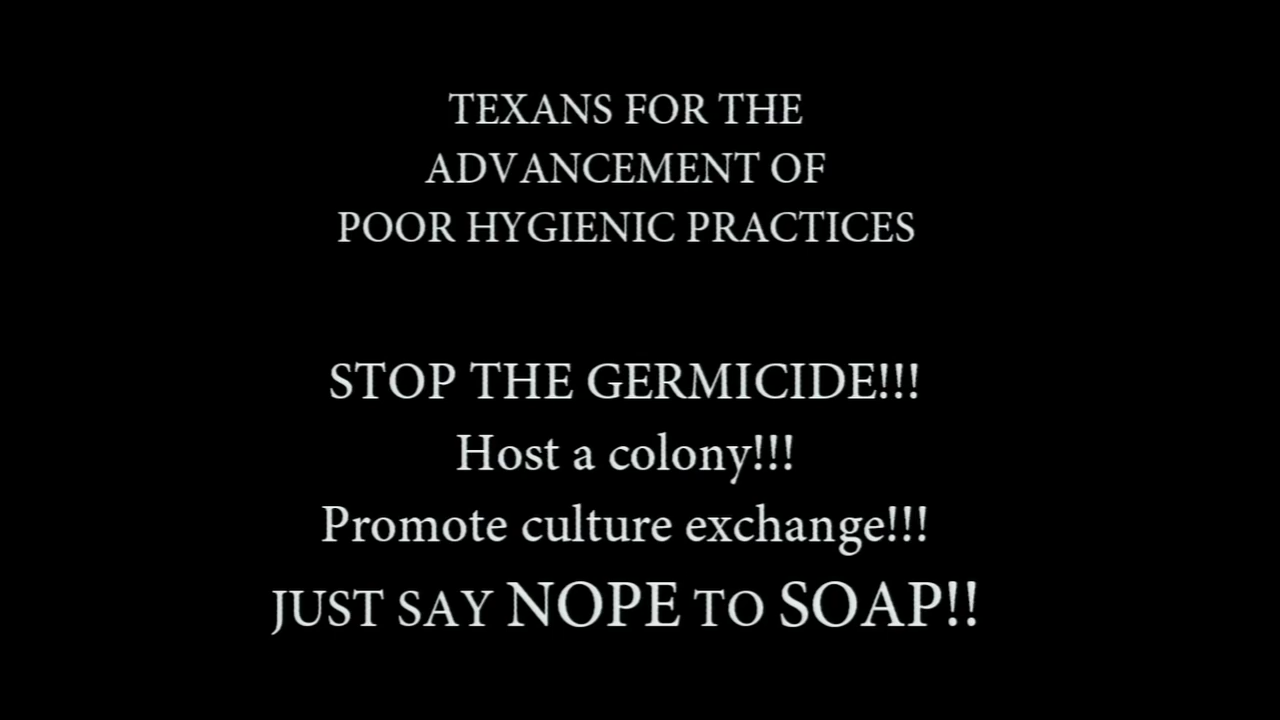 TEXANS FOR THE
ADVANCEMENT OF
POOR HYGIENIC PRACTICES
STOP THE GERMICIDE!!!
Host a colony!!!
Promote culture exchange!!!
JUST SAY NOPE TO SOAP!!